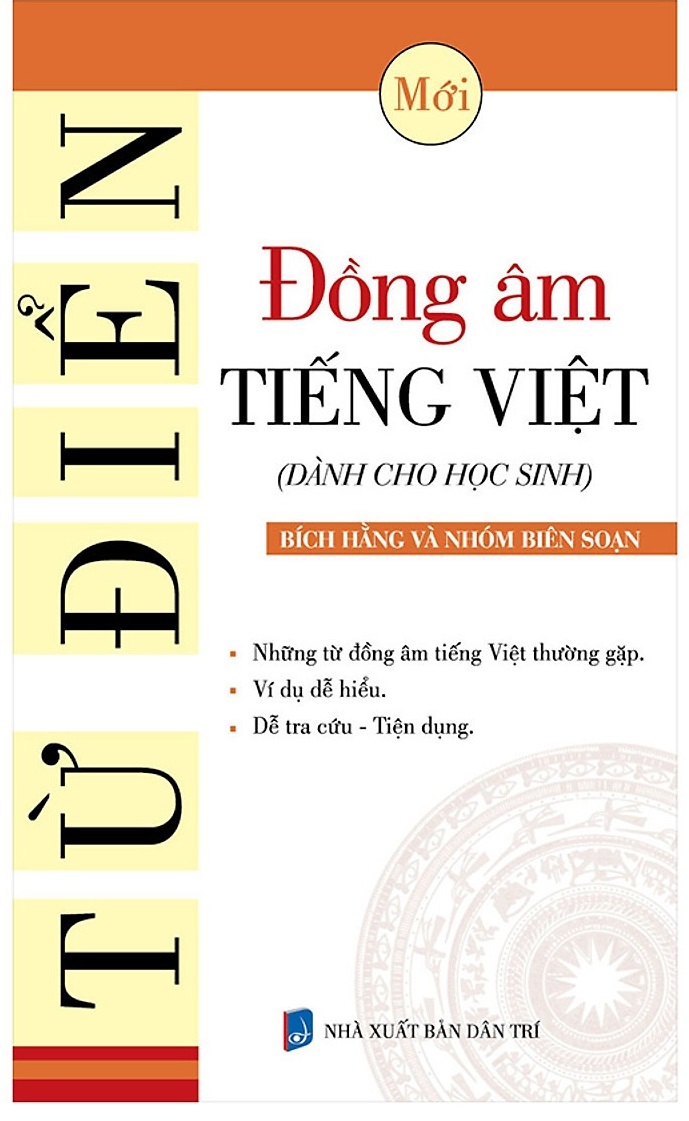 Mới
TỪ ĐIỂN
Đồng âm
TIẾNG VIỆT
(DÀNH CHO HỌC SINH)
BÍCH HẰNG VÀ NHÓM BIÊN SOẠN
Những từ đồng âm tiếng Việt thường gặp.
Ví dụ dễ hiểu.
Dễ tra cứu - Tiện dụng.
NHÀ XUẤT BẢN DÂN TRÍ